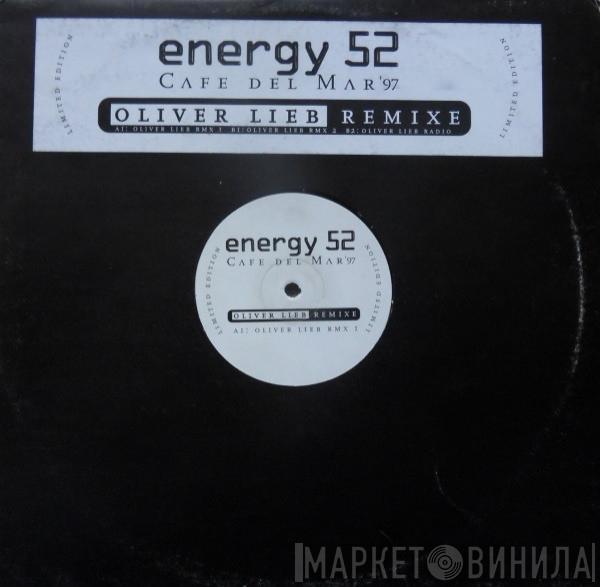 energy 52
CAFE DEL MAR '97
LIMITED EDITION
LIMITED EDITION
OLIVER LIEB REMIXE
A1: OLIVER LIEB RMX 1 B1: OLIVER LIEB RMX 2 B2: OLIVER LIEB RADIO
energy 52
CAFE DEL MAR '97
LIMITED EDITION
LIMITED EDITION
OLIVER LIEB REMIXE
A1: OLIVER LIEB RMX 1
МАРКЕТ ВИНИЛА